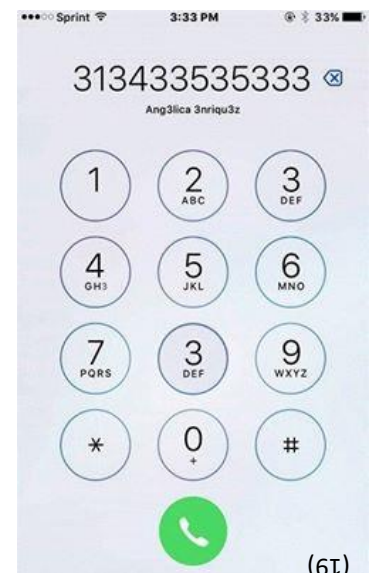 Sprint 3:33 PM 33%
313433535333
Ang3lica 3nriqu3z
1 2 3
ABC DEF
4 5 6
GH3 JKL MNO
7 3 9
PQRS DEF WXYZ
* 0 #
+
(19)